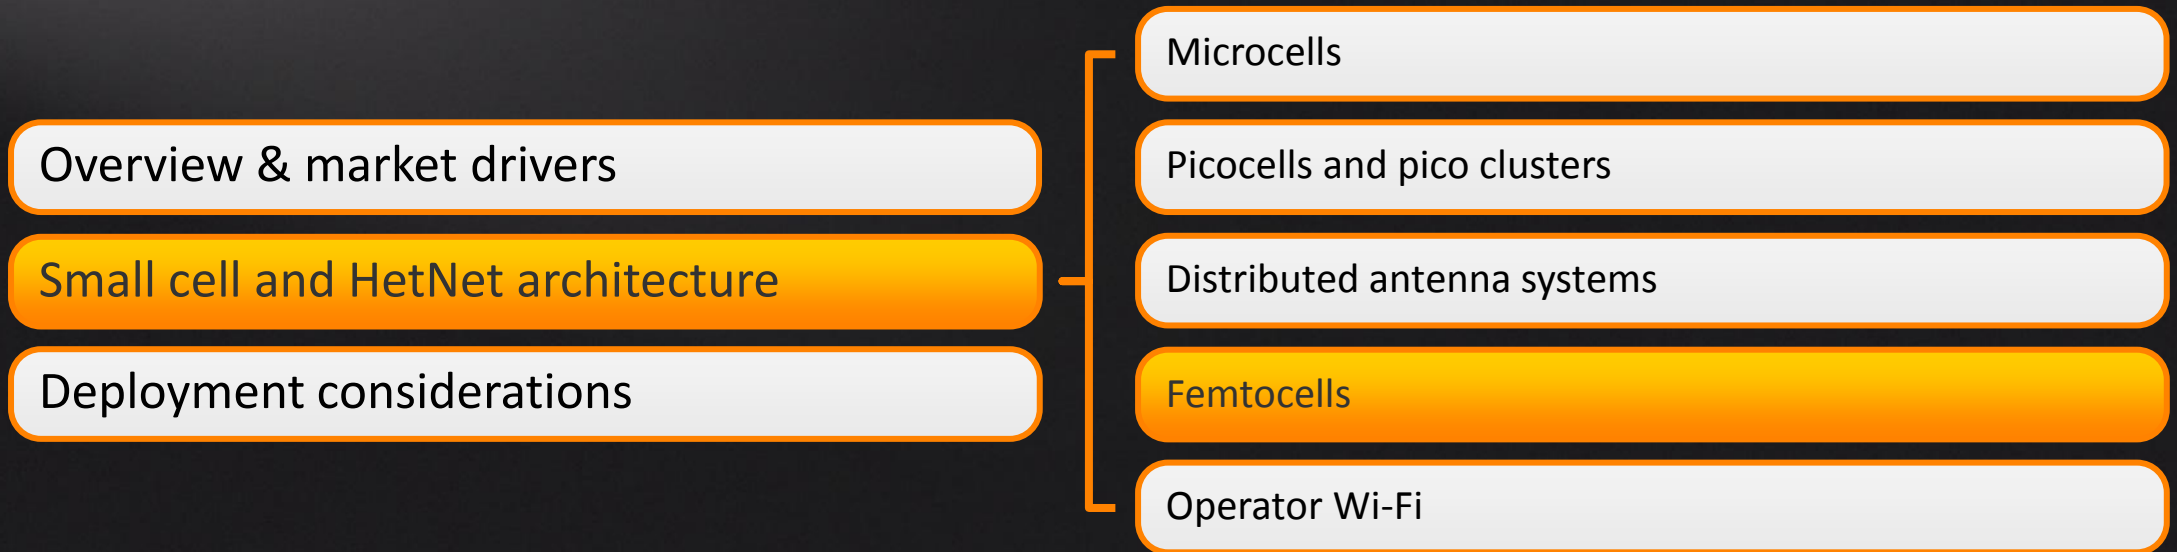 Overview & market drivers
Small cell and HetNet architecture
Deployment considerations
Microcells
Picocells and pico clusters
Distributed antenna systems
Femtocells
Operator Wi-Fi